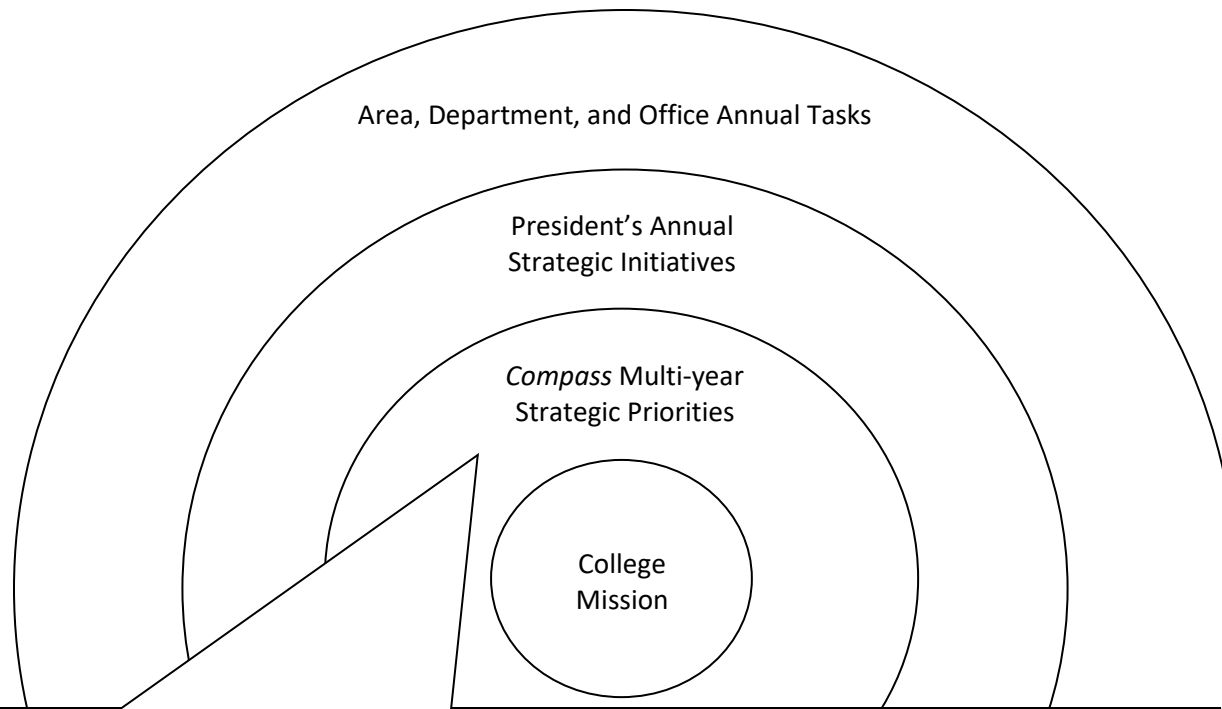 Area, Department, and Office Annual Tasks
President’s Annual
Strategic Initiatives
Compass Multi-year
Strategic Priorities
College
Mission